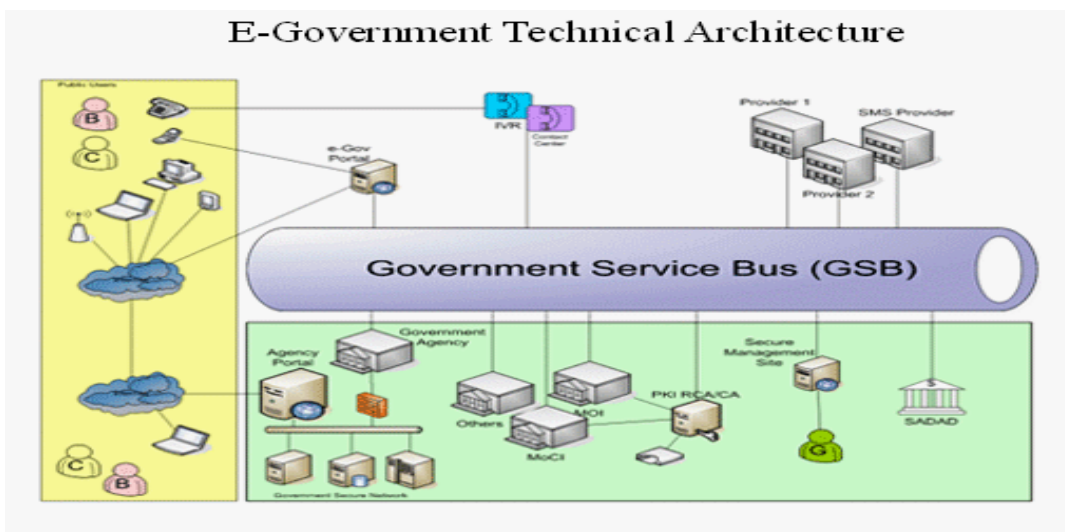 E-Government Technical Architecture
Public Users
B
C
IVR
Contact
Center
e-Gov
Portal
Provider 1
SMS Provider
Provider 2
Government Service Bus (GSB)
Government
Agency
Agency
Portal
Others
MoCI
MOI
PKI RCA/CA
Secure
Management
Site
G
$
SADAD
C
B
Government Secure Network